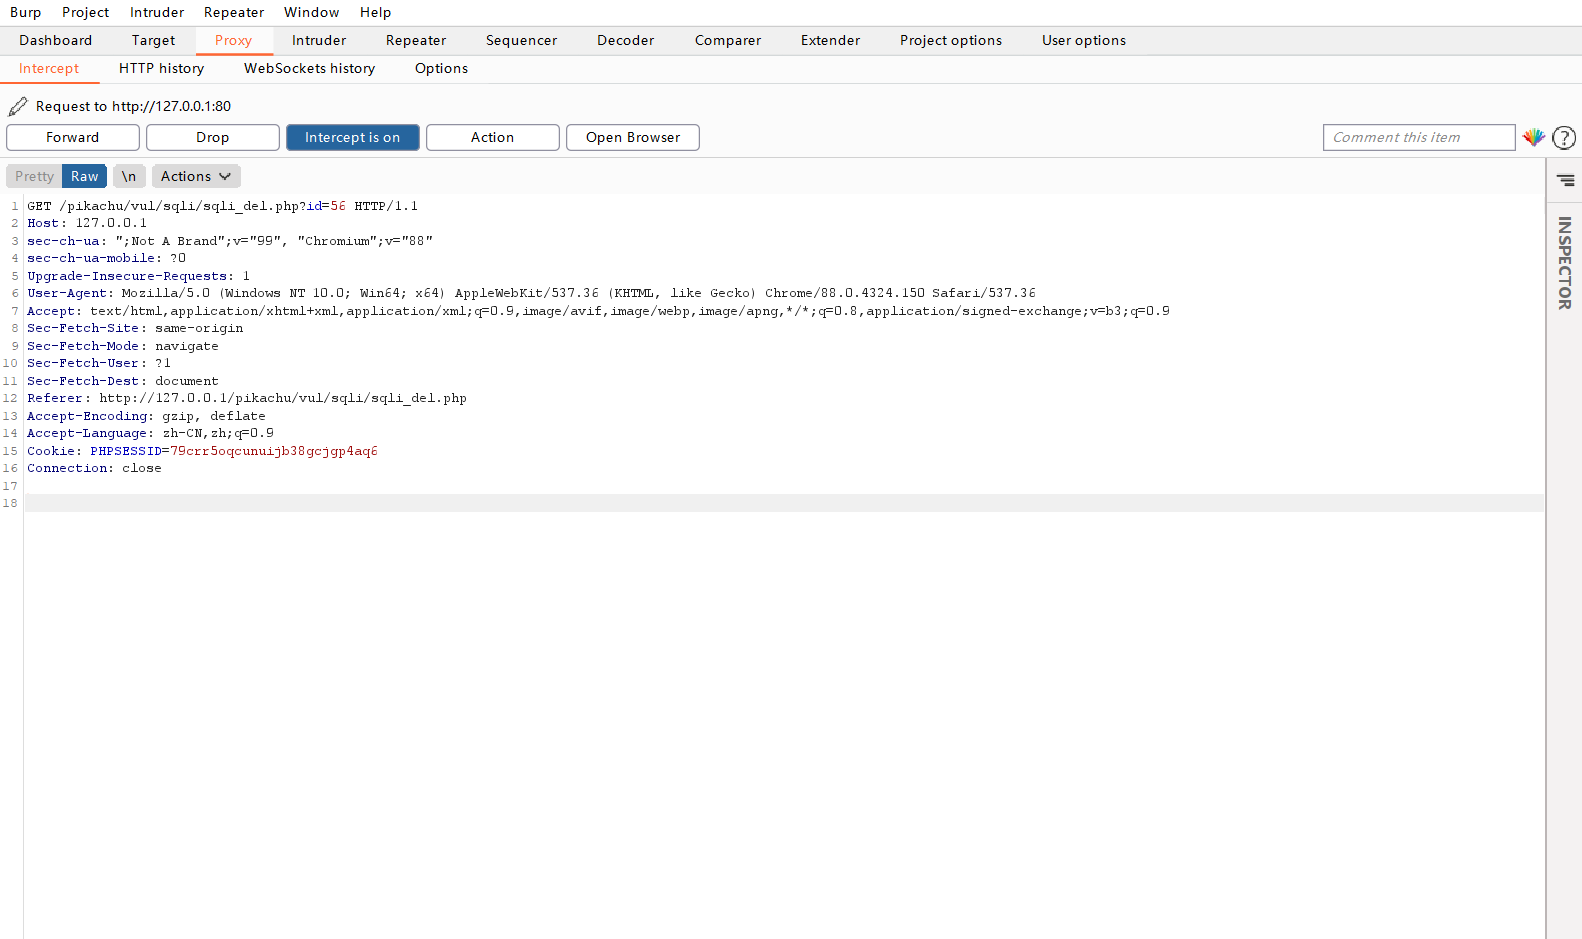 Burp Project Intruder Repeater Window Help
Dashboard Target Proxy Intruder Repeater Sequencer Decoder Comparer Extender Project options User options
Intercept HTTP history WebSockets history Options
Request to http://127.0.0.1:80
Forward Drop Intercept is on Action Open Browser Comment this item ?
Pretty Raw \n Actions
INSPECTOR
1 GET /pikachu/vul/sqli/sqli_del.php?id=56 HTTP/1.1
2 Host: 127.0.0.1
3 sec-ch-ua: ";Not A Brand";v="99", "Chromium";v="88"
4 sec-ch-ua-mobile: ?0
5 Upgrade-Insecure-Requests: 1
6 User-Agent: Mozilla/5.0 (Windows NT 10.0; Win64; x64) AppleWebKit/537.36 (KHTML, like Gecko) Chrome/88.0.4324.150 Safari/537.36
7 Accept: text/html,application/xhtml+xml,application/xml;q=0.9,image/avif,image/webp,image/apng,*/*;q=0.8,application/signed-exchange;v=b3;q=0.9
8 Sec-Fetch-Site: same-origin
9 Sec-Fetch-Mode: navigate
10 Sec-Fetch-User: ?1
11 Sec-Fetch-Dest: document
12 Referer: http://127.0.0.1/pikachu/vul/sqli/sqli_del.php
13 Accept-Encoding: gzip, deflate
14 Accept-Language: zh-CN,zh;q=0.9
15 Cookie: PHPSESSID=79crr5oqcunuijb38gcjgp4aq6
16 Connection: close
17
18